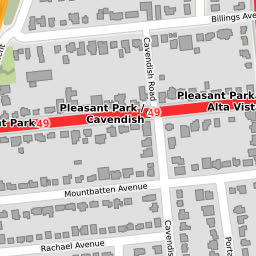 Billings Ave
Cavendish Road
Pleasant Park /
Cavendish
49
Pleasant Park
Alta Vist
nt Park
49
Mountbatten Avenue
Rachael Avenue
Cavendis
Porta